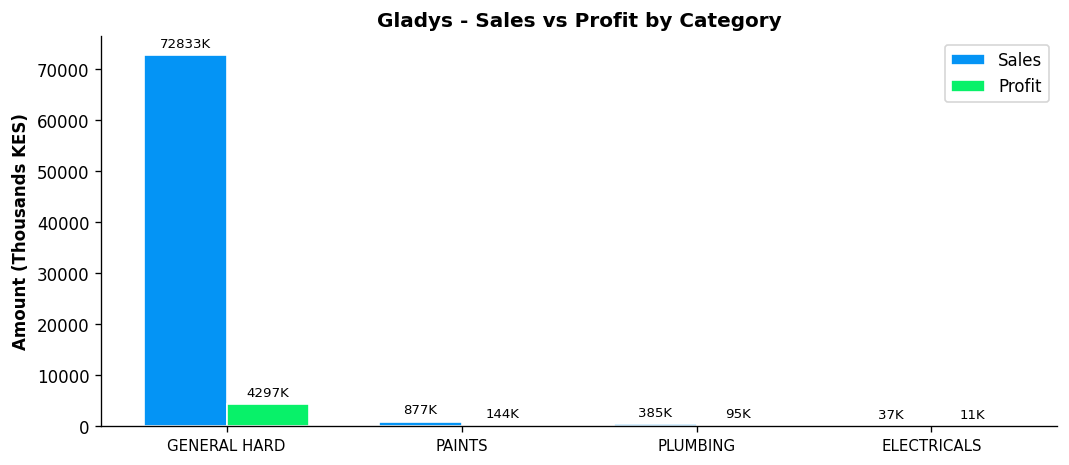 Gladys - Sales vs Profit by Category
Amount (Thousands KES)
70000
60000
50000
40000
30000
20000
10000
0
72833K
4297K
877K
144K
385K
95K
37K
11K
Sales
Profit
GENERAL HARD
PAINTS
PLUMBING
ELECTRICALS